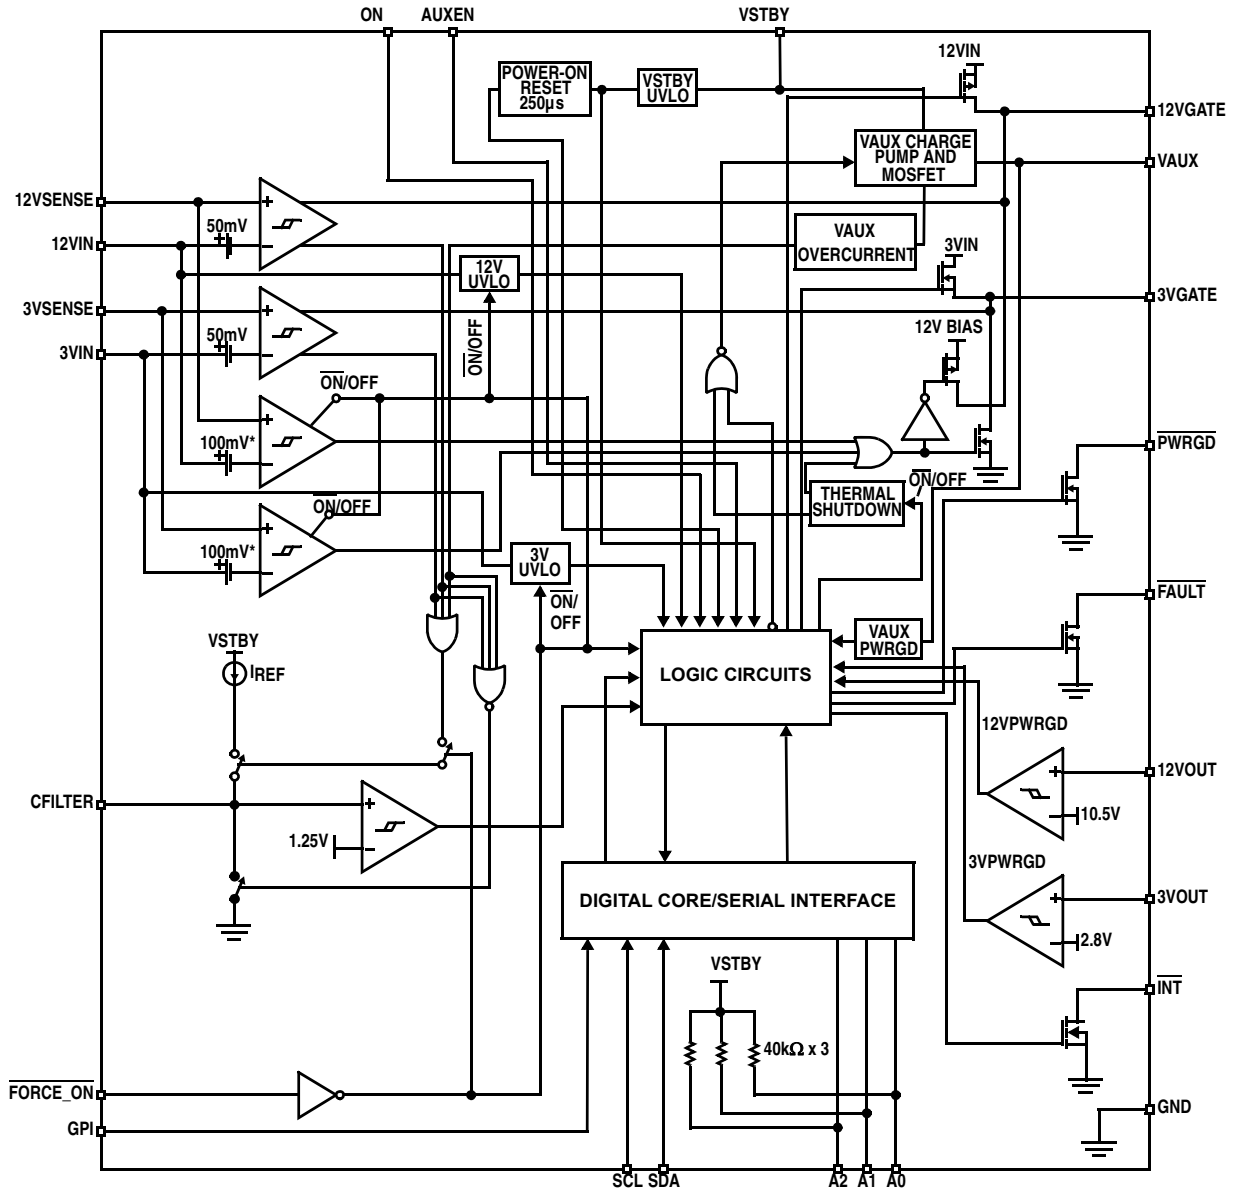 ON
AUXEN
VSTBY
12VIN
POWER-ON
RESET
250µs
VSTBY
UVLO
12VGATE
VAUX CHARGE
PUMP AND
MOSFET
VAUX
12VSENSE
50mV
12VIN
VAUX
OVERCURRENT
3VIN
12V
UVLO
3VGATE
3VSENSE
50mV
3VIN
ON/OFF
12V BIAS
ON/OFF
100mV*
PWRGD
ON/OFF
THERMAL
SHUTDOWN
ON/OFF
100mV*
3V
UVLO
ON/
OFF
FAULT
VSTBY
IREF
LOGIC CIRCUITS
VAUX
PWRGD
12VPWRGD
12VOUT
10.5V
CFILTER
1.25V
3VPWRGD
3VOUT
2.8V
DIGITAL CORE/SERIAL INTERFACE
VSTBY
INT
40kΩ x 3
FORCE_ON
GPI
GND
SCL
SDA
A2
A1
A0